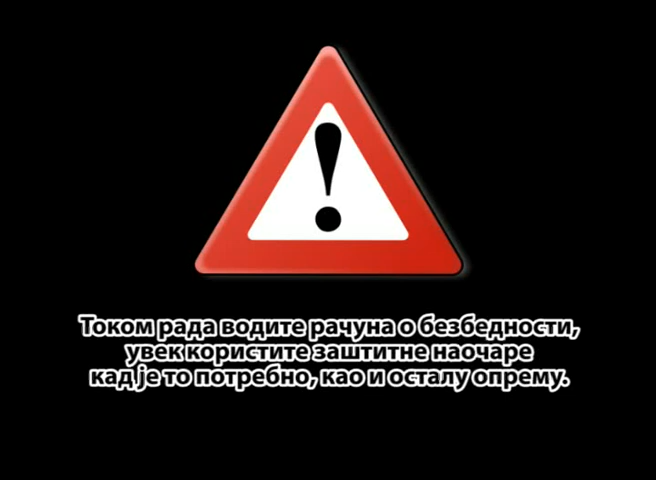 Током рада водите рачуна о безбедности,
увек користите заштитне наочаре
кад је то потребно, као и осталу опрему.